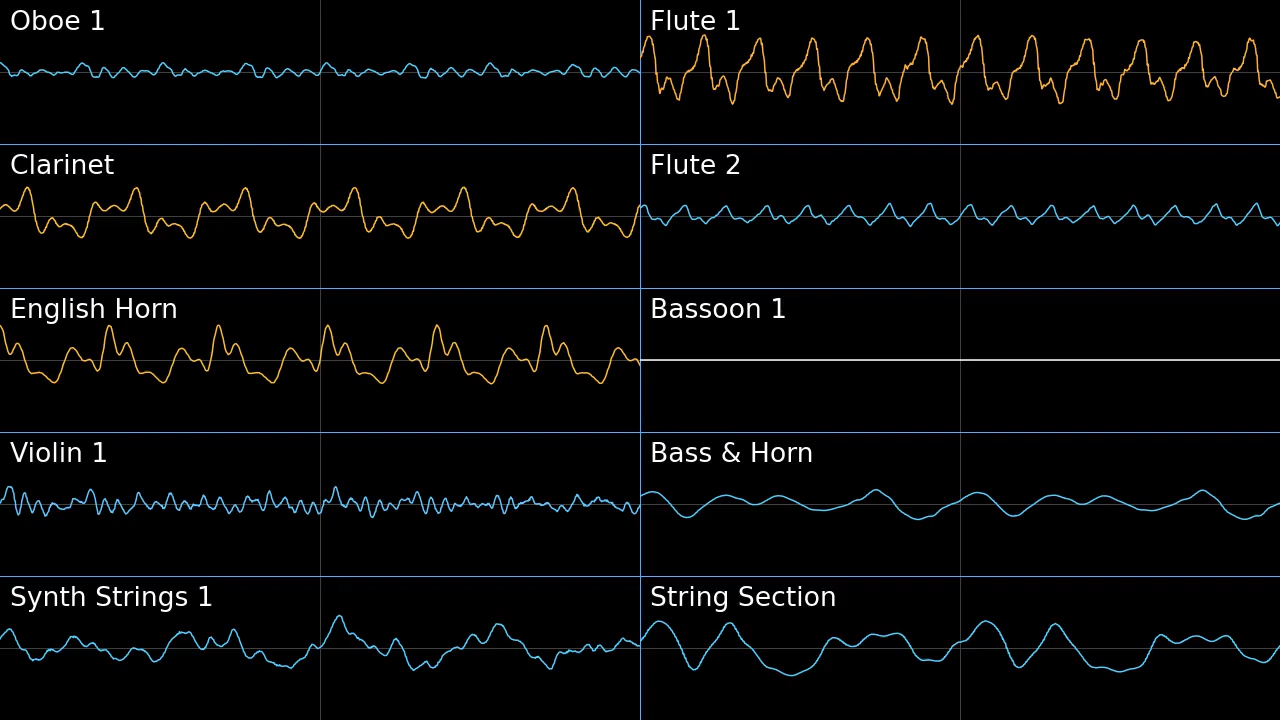 Oboe 1
Flute 1
Clarinet
Flute 2
English Horn
Bassoon 1
Violin 1
Bass & Horn
Synth Strings 1
String Section